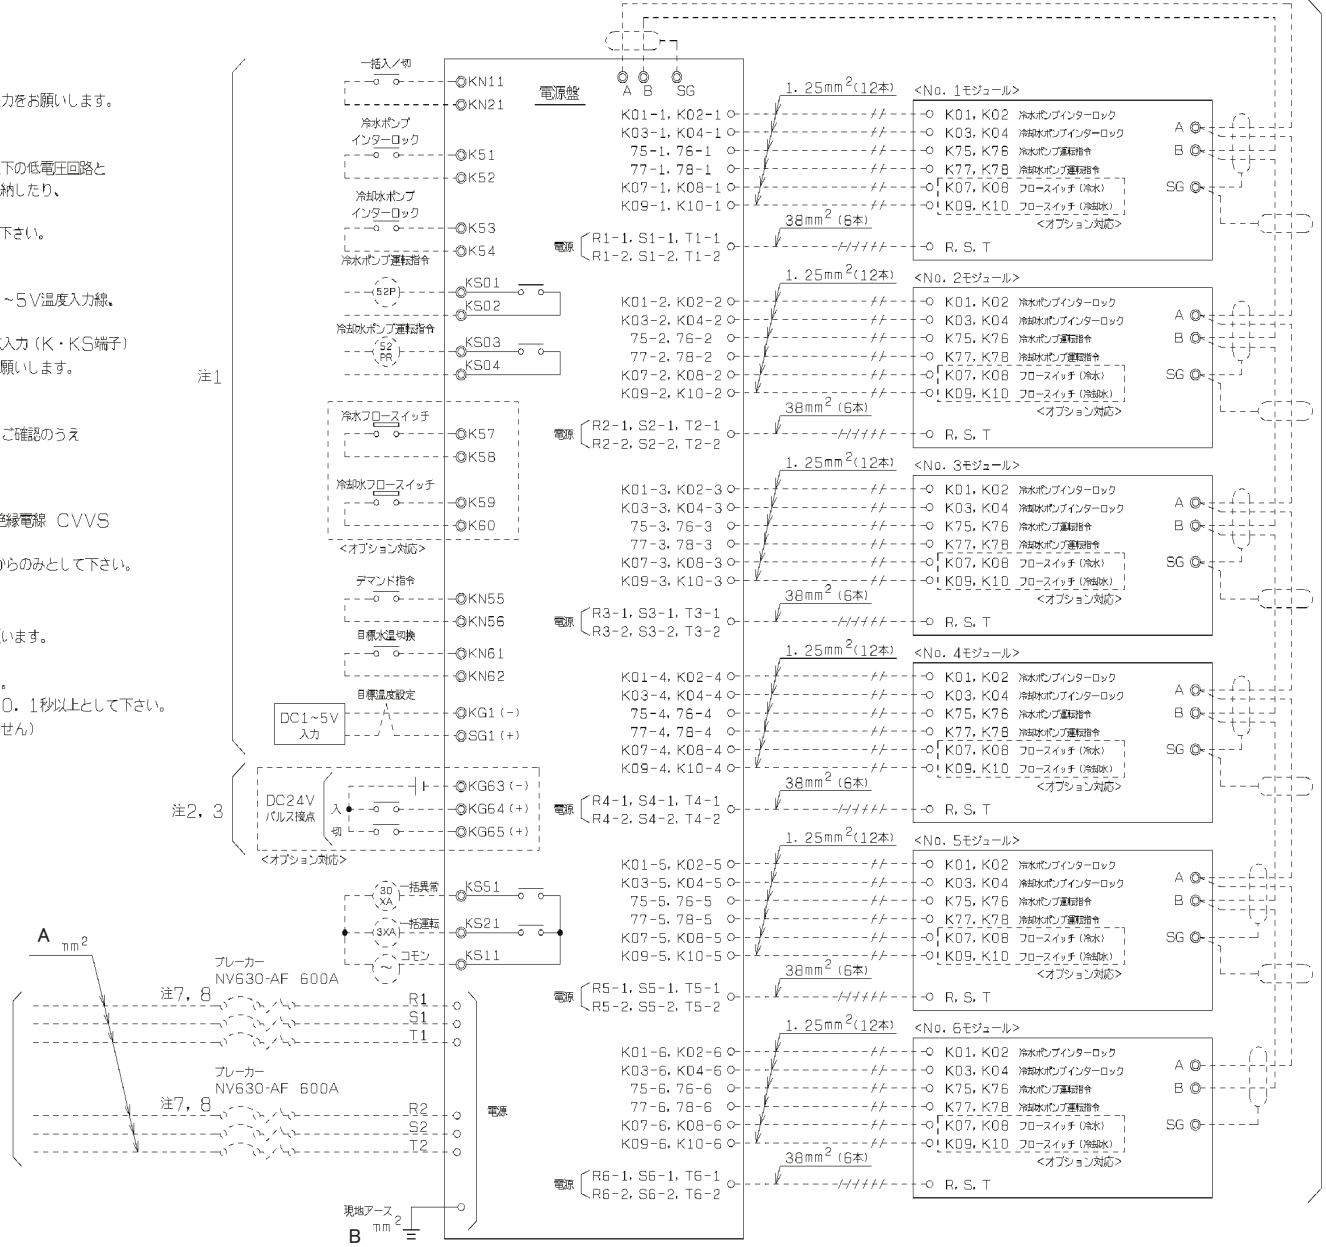 力をお願いします。
下の低電圧回路と
納したり、
下さい。
~5V温度入力線、
入力(K・KS端子)
願いします。
ご確認のうえ
絶縁電線 CVVS
からのみとして下さい。
います。
。
0.1秒以上として下さい。
せん)
注1
注2,3
一括入/切
KN11
KN21
冷水ポンプ
インターロック
K51
K52
冷却水ポンプ
インターロック
K53
K54
冷水ポンプ運転指令
52P
KS01
KS02
冷却水ポンプ運転指令
52
PR
KS03
KS04
冷水フロースイッチ
K57
K58
冷却水フロースイッチ
K59
K60
<オプション対応>
デマンド指令
KN55
KN56
目標水温切換
KN61
KN62
目標温度設定
DC1~5V
入力
KG1(-)
SG1(+)
DC24V
パルス接点
入
切
KG63(-)
KG64(+)
KG65(+)
<オプション対応>
30
XA
一括異常
KS51
3XA
一括運転
KS21
~
コモン
KS11
A
mm2
ブレーカー
NV630-AF 600A
注7,8
R1
S1
T1
ブレーカー
NV630-AF 600A
注7,8
R2
S2
T2
電源
現地アース
B mm2
電源盤
A B SG
K01-1,K02-1
K03-1,K04-1
75-1,76-1
77-1,78-1
K07-1,K08-1
K09-1,K10-1
電源
R1-1,S1-1,T1-1
R1-2,S1-2,T1-2
1.25mm2(12本)
38mm2(6本)
<No.1モジュール>
K01,K02 冷水ポンプインターロック
K03,K04 冷却水ポンプインターロック
K75,K76 冷水ポンプ運転指令
K77,K78 冷却水ポンプ運転指令
K07,K08 フロースイッチ(冷水)
K09,K10 フロースイッチ(冷却水)
<オプション対応>
R,S,T
A
B
SG
K01-2,K02-2
K03-2,K04-2
75-2,76-2
77-2,78-2
K07-2,K08-2
K09-2,K10-2
電源
R2-1,S2-1,T2-1
R2-2,S2-2,T2-2
1.25mm2(12本)
38mm2(6本)
<No.2モジュール>
K01,K02 冷水ポンプインターロック
K03,K04 冷却水ポンプインターロック
K75,K76 冷水ポンプ運転指令
K77,K78 冷却水ポンプ運転指令
K07,K08 フロースイッチ(冷水)
K09,K10 フロースイッチ(冷却水)
<オプション対応>
R,S,T
A
B
SG
K01-3,K02-3
K03-3,K04-3
75-3,76-3
77-3,78-3
K07-3,K08-3
K09-3,K10-3
電源
R3-1,S3-1,T3-1
R3-2,S3-2,T3-2
1.25mm2(12本)
38mm2(6本)
<No.3モジュール>
K01,K02 冷水ポンプインターロック
K03,K04 冷却水ポンプインターロック
K75,K76 冷水ポンプ運転指令
K77,K78 冷却水ポンプ運転指令
K07,K08 フロースイッチ(冷水)
K09,K10 フロースイッチ(冷却水)
<オプション対応>
R,S,T
A
B
SG
K01-4,K02-4
K03-4,K04-4
75-4,76-4
77-4,78-4
K07-4,K08-4
K09-4,K10-4
電源
R4-1,S4-1,T4-1
R4-2,S4-2,T4-2
1.25mm2(12本)
38mm2(6本)
<No.4モジュール>
K01,K02 冷水ポンプインターロック
K03,K04 冷却水ポンプインターロック
K75,K76 冷水ポンプ運転指令
K77,K78 冷却水ポンプ運転指令
K07,K08 フロースイッチ(冷水)
K09,K10 フロースイッチ(冷却水)
<オプション対応>
R,S,T
A
B
SG
K01-5,K02-5
K03-5,K04-5
75-5,76-5
77-5,78-5
K07-5,K08-5
K09-5,K10-5
電源
R5-1,S5-1,T5-1
R5-2,S5-2,T5-2
1.25mm2(12本)
38mm2(6本)
<No.5モジュール>
K01,K02 冷水ポンプインターロック
K03,K04 冷却水ポンプインターロック
K75,K76 冷水ポンプ運転指令
K77,K78 冷却水ポンプ運転指令
K07,K08 フロースイッチ(冷水)
K09,K10 フロースイッチ(冷却水)
<オプション対応>
R,S,T
A
B
SG
K01-6,K02-6
K03-6,K04-6
75-6,76-6
77-6,78-6
K07-6,K08-6
K09-6,K10-6
電源
R6-1,S6-1,T6-1
R6-2,S6-2,T6-2
1.25mm2(12本)
38mm2(6本)
<No.6モジュール>
K01,K02 冷水ポンプインターロック
K03,K04 冷却水ポンプインターロック
K75,K76 冷水ポンプ運転指令
K77,K78 冷却水ポンプ運転指令
K07,K08 フロースイッチ(冷水)
K09,K10 フロースイッチ(冷却水)
<オプション対応>
R,S,T
A
B
SG